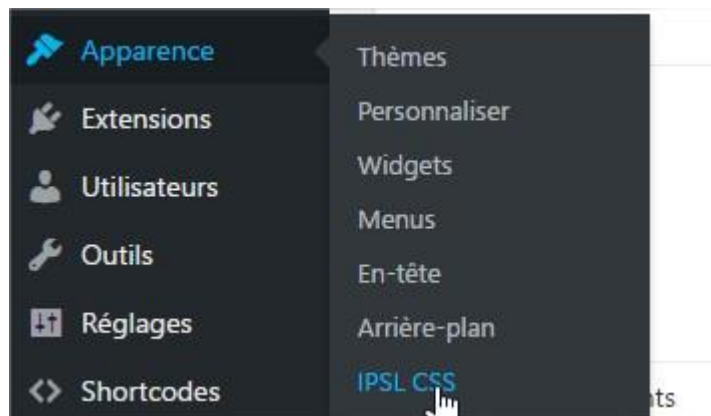 Apparence
Extensions
Utilisateurs
Outils
Réglages
Shortcodes
Thèmes
Personnaliser
Widgets
Menus
En-tête
Arrière-plan
IPSL CSS